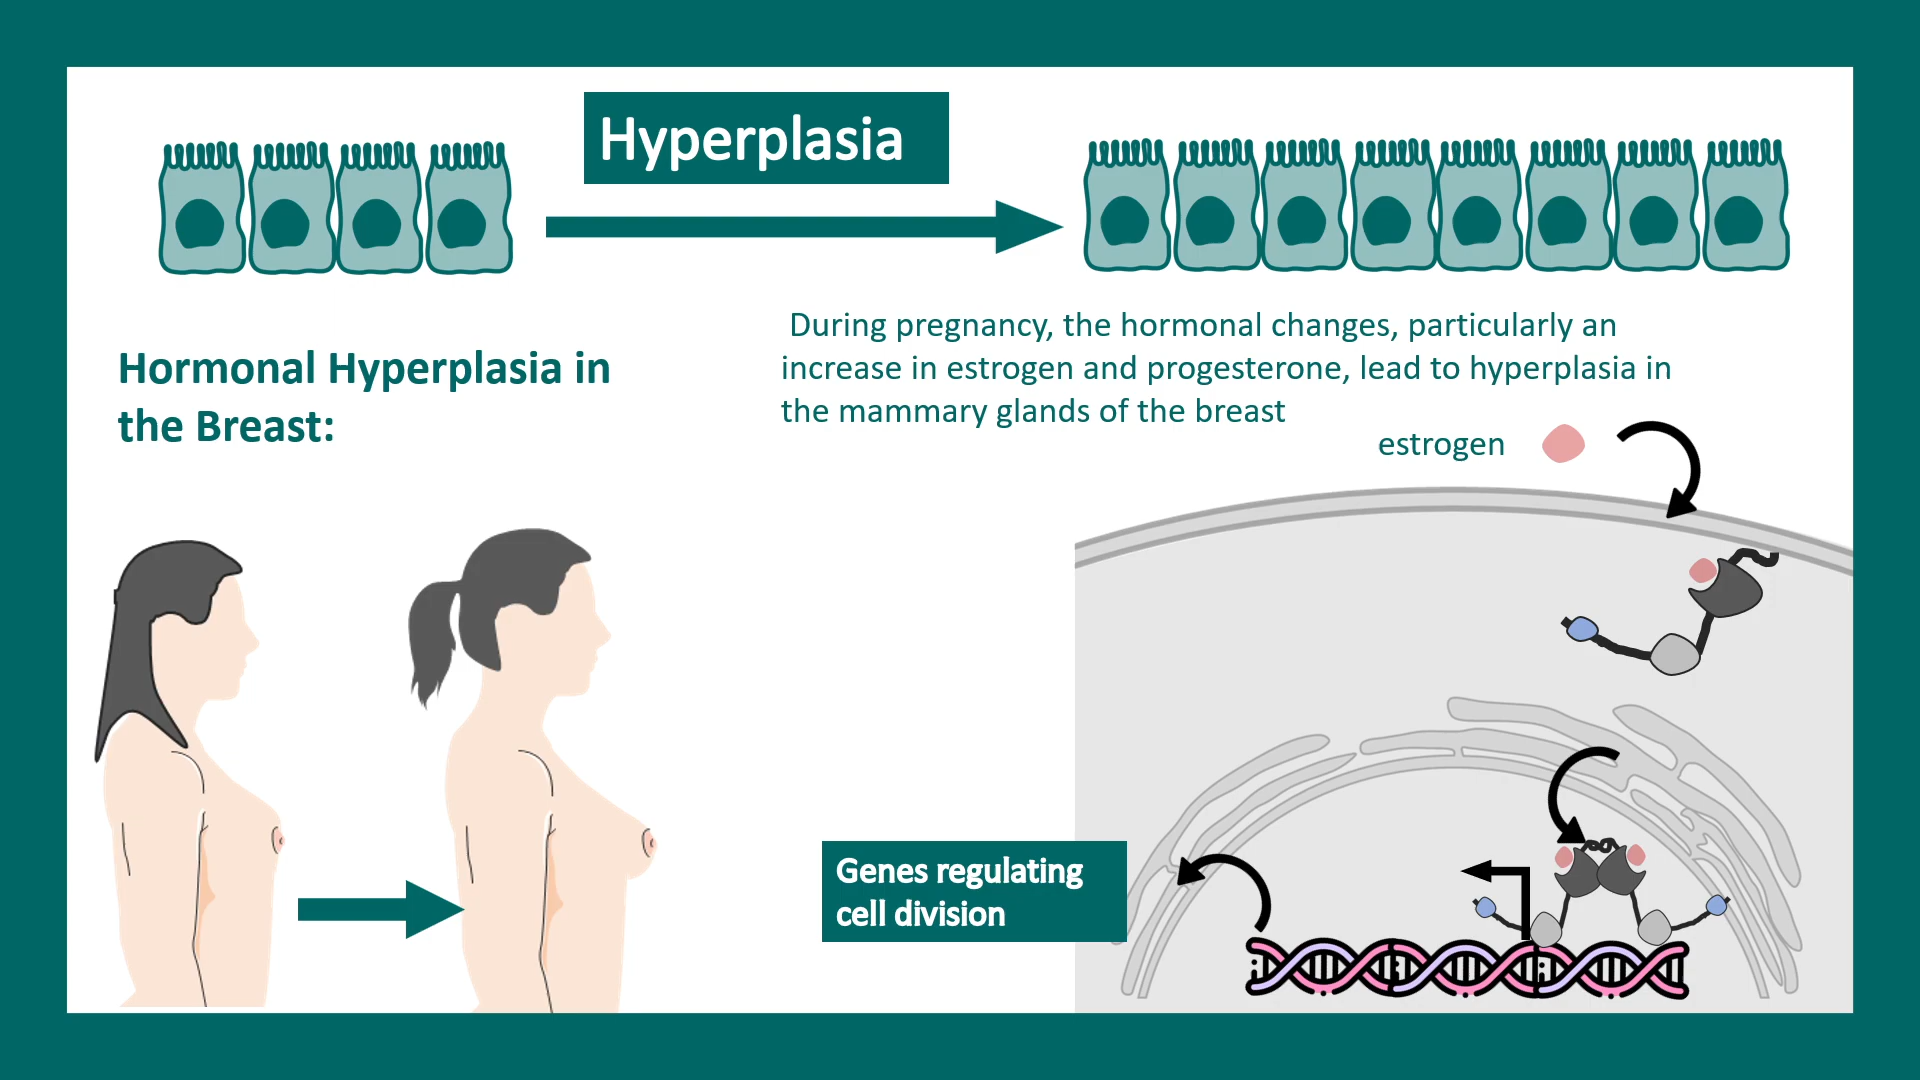 Hyperplasia
During pregnancy, the hormonal changes, particularly an
increase in estrogen and progesterone, lead to hyperplasia in
the mammary glands of the breast
Hormonal Hyperplasia in
the Breast:
estrogen
Genes regulating
cell division